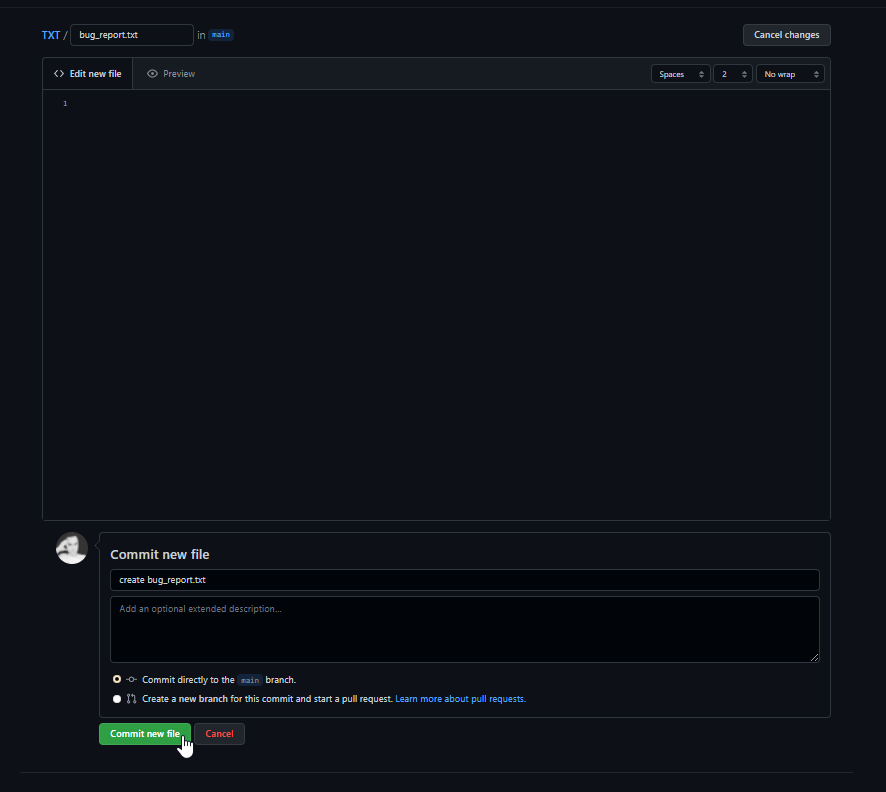 TXT / bug_report.txt in main Cancel changes
<> Edit new file Preview Spaces 2 No wrap
1
Commit new file
create bug_report.txt
Add an optional extended description...
Commit directly to the main branch.
Create a new branch for this commit and start a pull request. Learn more about pull requests.
Commit new file Cancel